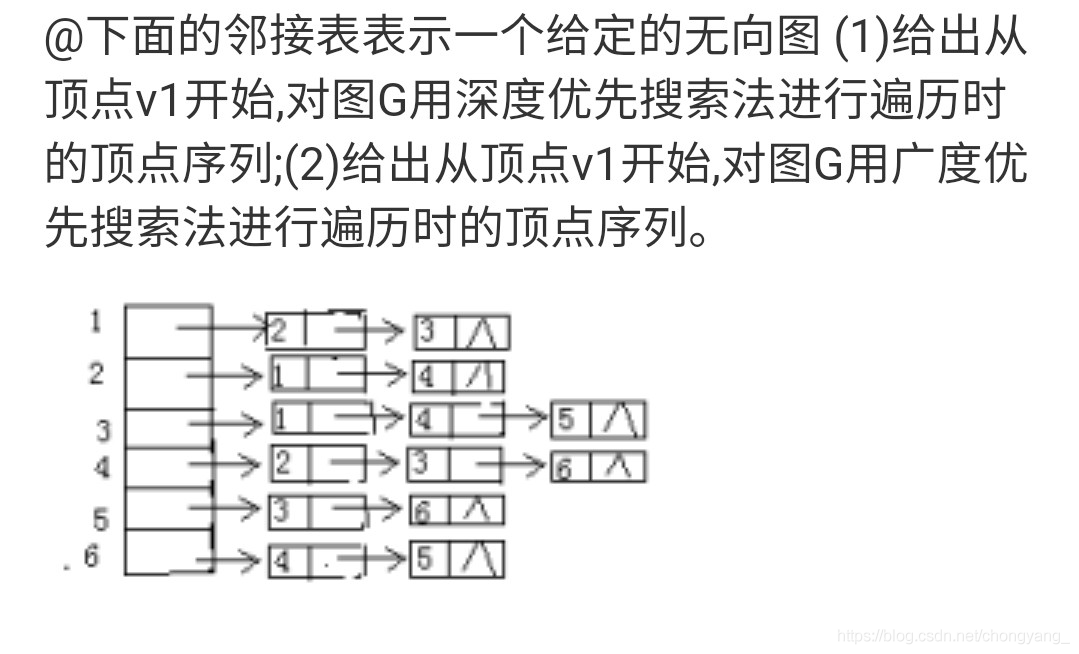 @下面的邻接表表示一个给定的无向图 (1)给出从
顶点v1开始,对图G用深度优先搜索法进行遍历时
的顶点序列;(2)给出从顶点v1开始,对图G用广度优
先搜索法进行遍历时的顶点序列。
1 2 3 ∧
2 1 4 ∧
3 1 4 5 ∧
4 2 3 6 ∧
5 3 6 ∧
.6 4 5 ∧
https://blog.csdn.net/chongyang_